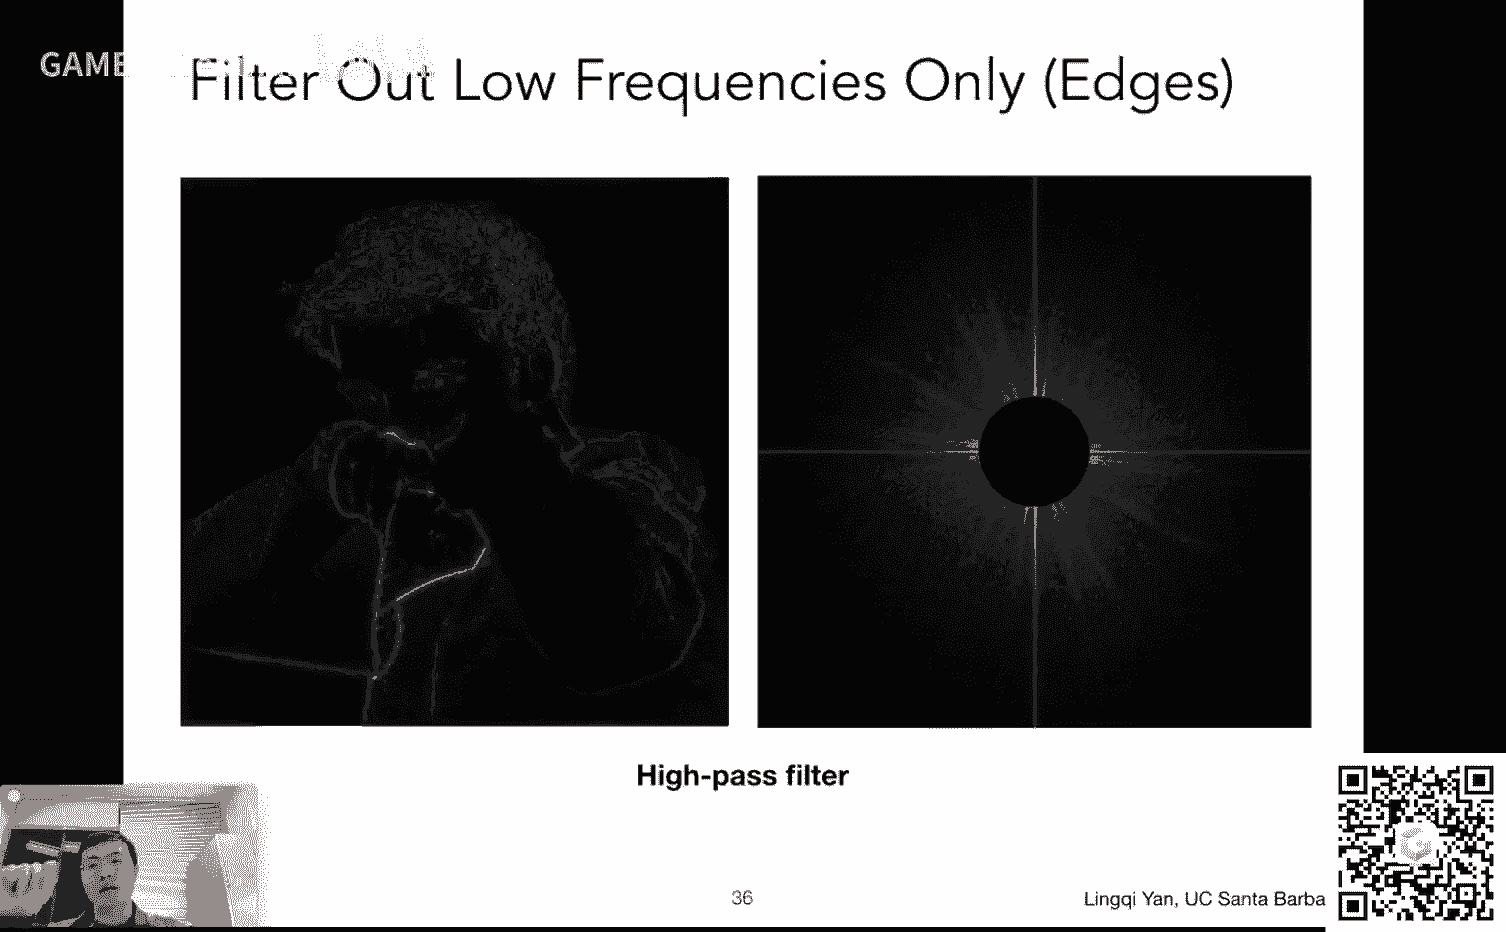 GAME
Filter Out Low Frequencies Only (Edges)
High-pass filter
36
Lingqi Yan, UC Santa Barba